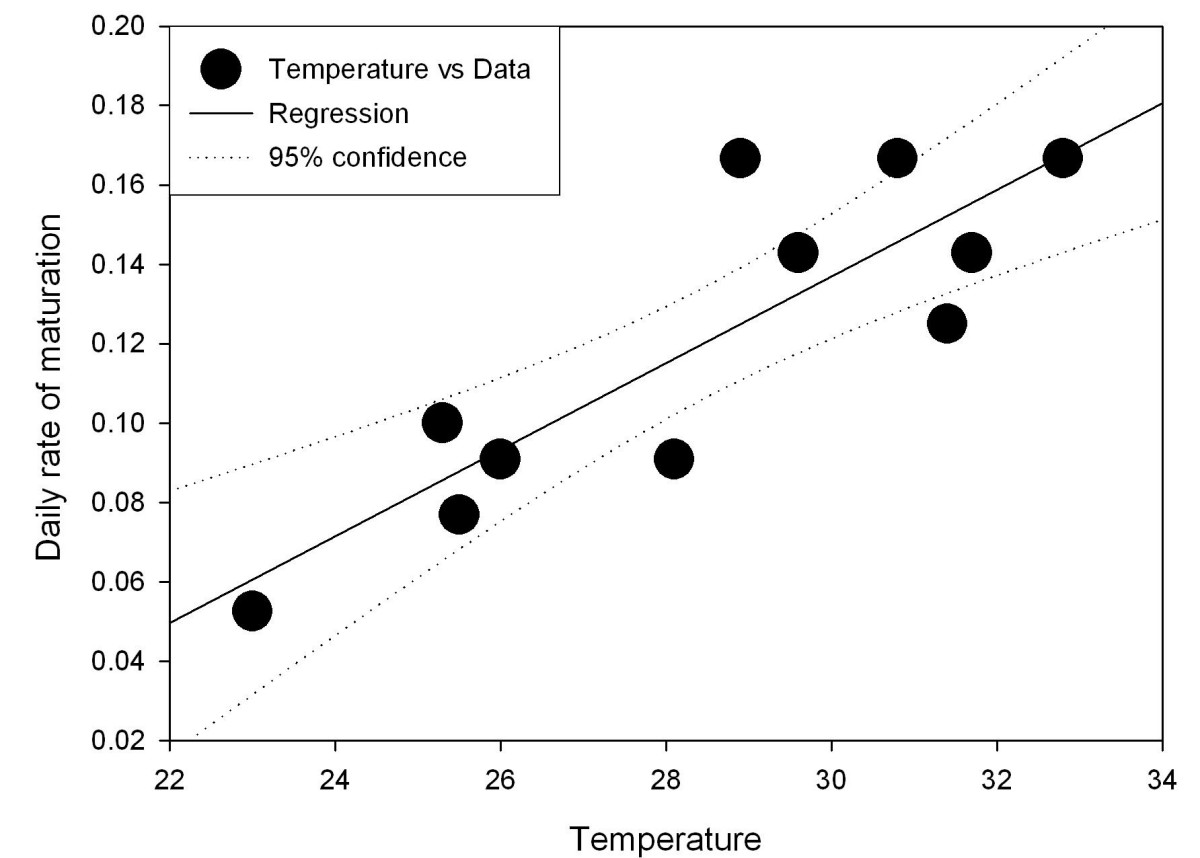 0.20
0.18
0.16
0.14
0.12
0.10
0.08
0.06
0.04
0.02
Daily rate of maturation
Temperature vs Data
Regression
95% confidence
22 24 26 28 30 32 34
Temperature